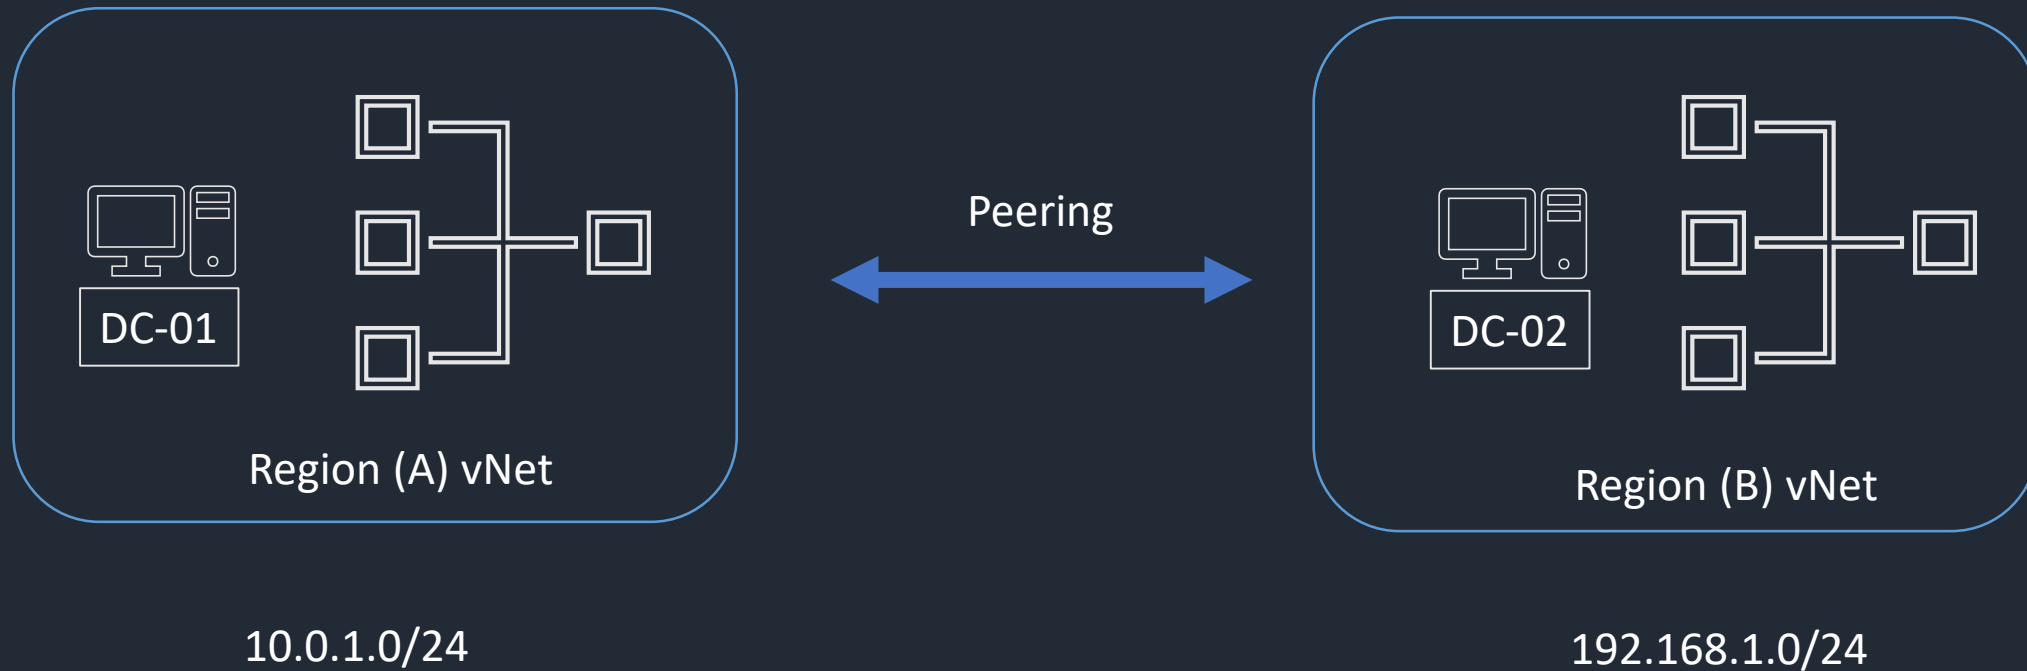 DC-01
Region (A) vNet
10.0.1.0/24
Peering
DC-02
Region (B) vNet
192.168.1.0/24